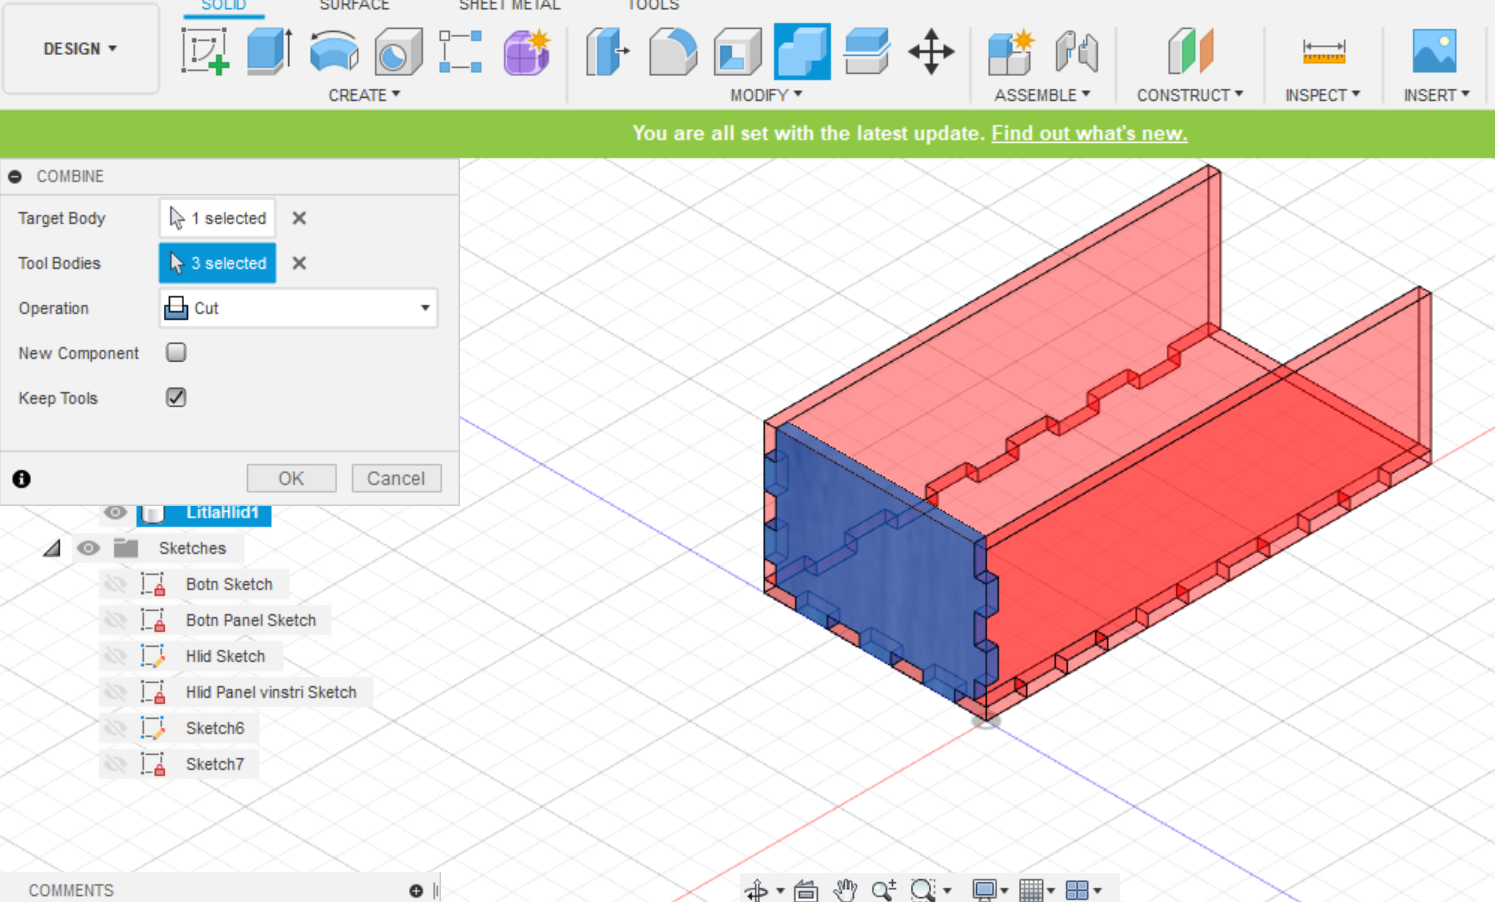 SOLID
SURFACE
SHEET METAL
TOOLS
DESIGN
CREATE
MODIFY
ASSEMBLE
CONSTRUCT
INSPECT
INSERT
You are all set with the latest update. Find out what's new.
COMBINE
Target Body
1 selected
Tool Bodies
3 selected
Operation
Cut
New Component
Keep Tools
OK
Cancel
LitlaHlid1
Sketches
Botn Sketch
Botn Panel Sketch
Hlid Sketch
Hlid Panel vinstri Sketch
Sketch6
Sketch7
COMMENTS